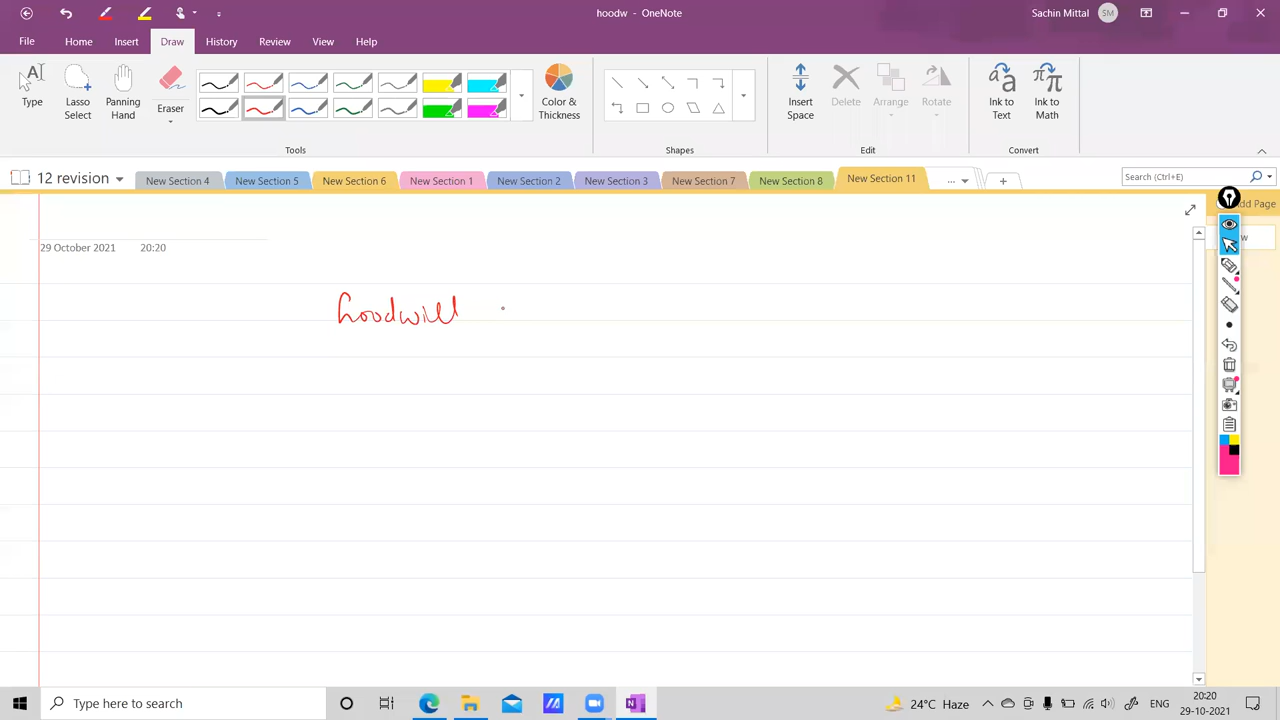 hoodw - OneNote
Sachin Mittal SM
File Home Insert Draw History Review View Help
Type
Lasso Select
Panning Hand
Eraser
Color & Thickness
Insert Space
Delete
Arrange
Rotate
Ink to Text
Ink to Math
Tools
Shapes
Edit
Convert
12 revision
New Section 4
New Section 5
New Section 6
New Section 1
New Section 2
New Section 3
New Section 7
New Section 8
New Section 11
...
Search (Ctrl+E)
Add Page
w
29 October 2021 20:20
Goodwill
Type here to search
24°C Haze
ENG
20:20
29-10-2021